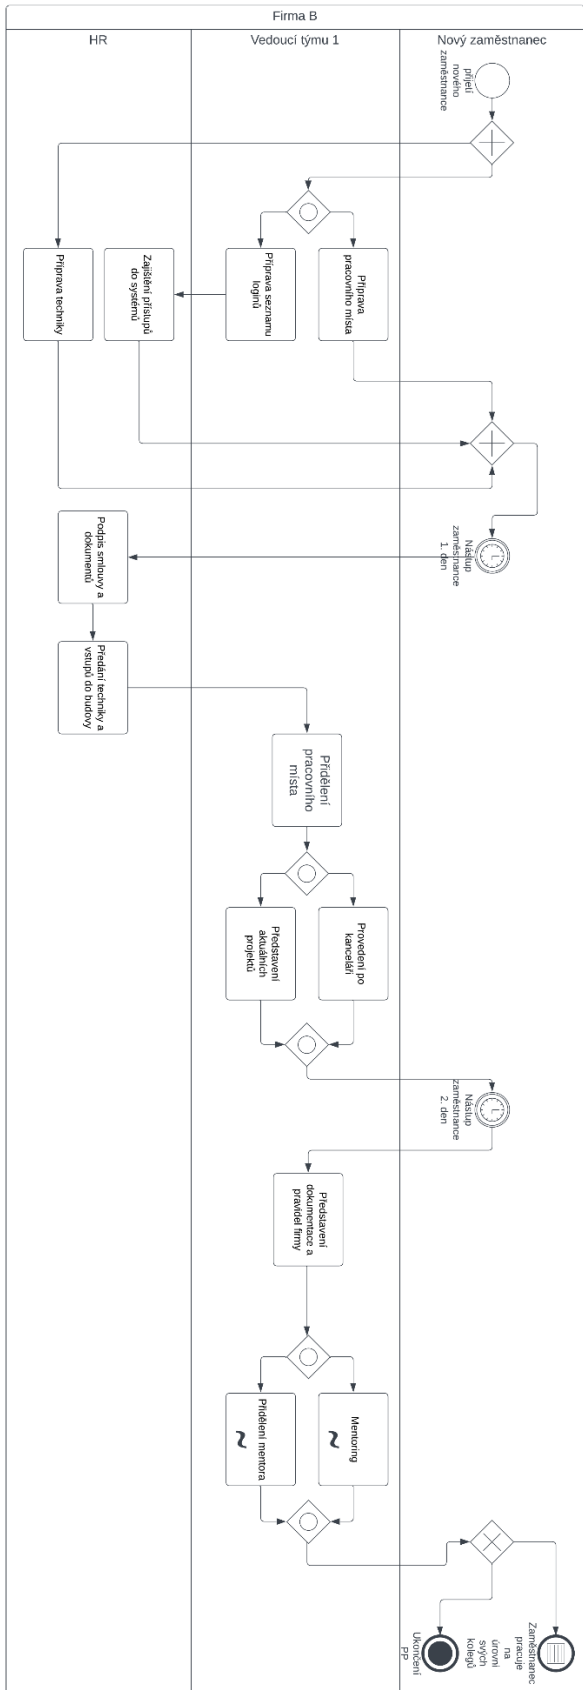 Firma B
HR
Vedoucí týmu 1
Nový zaměstnanec
přijetí
nového
zaměstnance
Příprava techniky
Zajištění přístupů
do systémů
Příprava seznamu
loginů
Příprava
pracovního místa
Nástup
zaměstnance
1. den
Podpis smlouvy a
dokumentů
Předání techniky a
vstupů do budovy
Přidělení
pracovního
místa
Představení
aktuálních
projektů
Provedení po
kanceláři
Nástup
zaměstnance
2. den
Představení
dokumentace a
pravidel firmy
Přidělení mentora
Mentoring
Zaměstnanec
pracuje
na
úrovni
svých
kolegů
Ukončení
PP